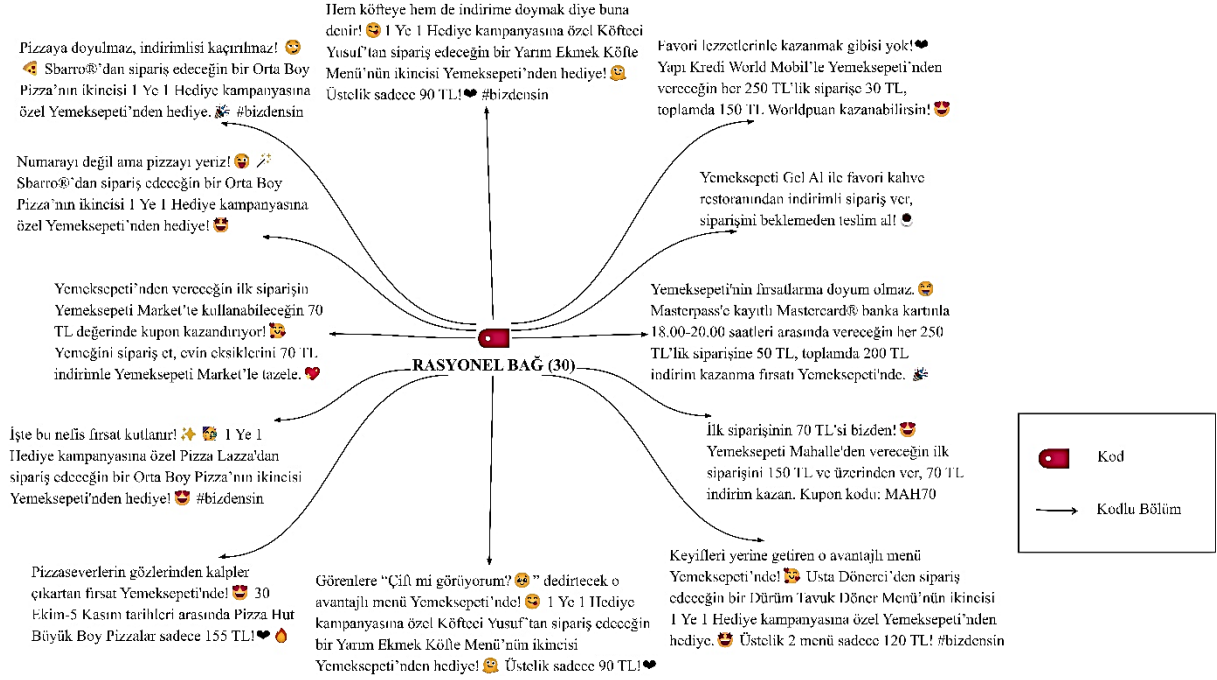 Pizzaya doyulmaz, indirimlisi kaçırılmaz! 🙄
🍕 Sbarro®'dan sipariş edeceğin bir Orta Boy
Pizza'nın ikincisi 1 Ye 1 Hediye kampanyasına
özel Yemeksepeti'nden hediye. 🎉 #bizdensin
Hem köfteye hem de indirime doymak diye buna
denir! 😋 1 Ye 1 Hediye kampanyasına özel Köfteci
Yusuf'tan sipariş edeceğin bir Yarım Ekmek Köfte
Menü'nün ikincisi Yemeksepeti'nden hediye! 🤗
Üstelik sadece 90 TL! ❤ #bizdensin
Favori lezzetlerinle kazanmak gibisi yok! ❤
Yapı Kredi World Mobil'le Yemeksepeti'nden
vereceğin her 250 TL'lik siparişe 30 TL,
toplamda 150 TL Worldpuan kazanabilirsin! 😍
Numarayı değil ama pizzayı yeriz! 😜 🪄
Sbarro®'dan sipariş edeceğin bir Orta Boy
Pizza'nın ikincisi 1 Ye 1 Hediye kampanyasına
özel Yemeksepeti'nden hediye! 🤩
Yemeksepeti Gel Al ile favori kahve
restoranından indirimli sipariş ver,
siparişini beklemeden teslim al!
Yemeksepeti'nden vereceğin ilk siparişin
Yemeksepeti Market'te kullanabileceğin 70
TL değerinde kupon kazandırıyor! 🥰
Yemeğini sipariş et, evin eksiklerini 70 TL
indirimle Yemeksepeti Market'le tazele. 💖
Yemeksepeti'nin fırsatlarına doyum olmaz. 😋
Masterpass'e kayıtlı Mastercard® banka kartınla
18.00-20.00 saatleri arasında vereceğin her 250
TL'lik siparişine 50 TL, toplamda 200 TL
indirim kazanma fırsatı Yemeksepeti'nde. 🎉
RASYONEL BAĞ (30)
İşte bu nefis fırsat kutlanır! ✨ 🥳 1 Ye 1
Hediye kampanyasına özel Pizza Lazza'dan
sipariş edeceğin bir Orta Boy Pizza'nın ikincisi
Yemeksepeti'nden hediye! 😍 #bizdensin
İlk siparişinin 70 TL'si bizden! 😍
Yemeksepeti Mahalle'den vereceğin ilk
siparişini 150 TL ve üzerinden ver, 70 TL
indirim kazan. Kupon kodu: MAH70
Kod
Kodlu Bölüm
Pizzaseverlerin gözlerinden kalpler
çıkartan fırsat Yemeksepeti'nde! 😍 30
Ekim-5 Kasım tarihleri arasında Pizza Hut
Büyük Boy Pizzalar sadece 155 TL! ❤ 🔥
Görenlere “Çift mi görüyorum? 🥺 ” dedirtecek o
avantajlı menü Yemeksepeti'nde! 😋 1 Ye 1 Hediye
kampanyasına özel Köfteci Yusuf'tan sipariş edeceğin
bir Yarım Ekmek Köfte Menü'nün ikincisi
Yemeksepeti'nden hediye! 🤗 Üstelik sadece 90 TL! ❤
Keyifleri yerine getiren o avantajlı menü
Yemeksepeti'nde! 🥰 Usta Dönerci'den sipariş
edeceğin bir Dürüm Tavuk Döner Menü'nün ikincisi
1 Ye 1 Hediye kampanyasına özel Yemeksepeti'nden
hediye. 🤩 Üstelik 2 menü sadece 120 TL! #bizdensin